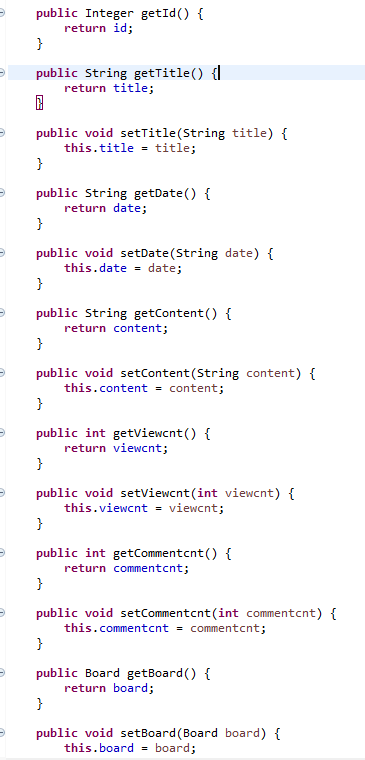 public Integer getId() {
return id;
}
public String getTitle() {
return title;
}
public void setTitle(String title) {
this.title = title;
}
public String getDate() {
return date;
}
public void setDate(String date) {
this.date = date;
}
public String getContent() {
return content;
}
public void setContent(String content) {
this.content = content;
}
public int getViewcnt() {
return viewcnt;
}
public void setViewcnt(int viewcnt) {
this.viewcnt = viewcnt;
}
public int getCommentcnt() {
return commentcnt;
}
public void setCommentcnt(int commentcnt) {
this.commentcnt = commentcnt;
}
public Board getBoard() {
return board;
}
public void setBoard(Board board) {
this.board = board;